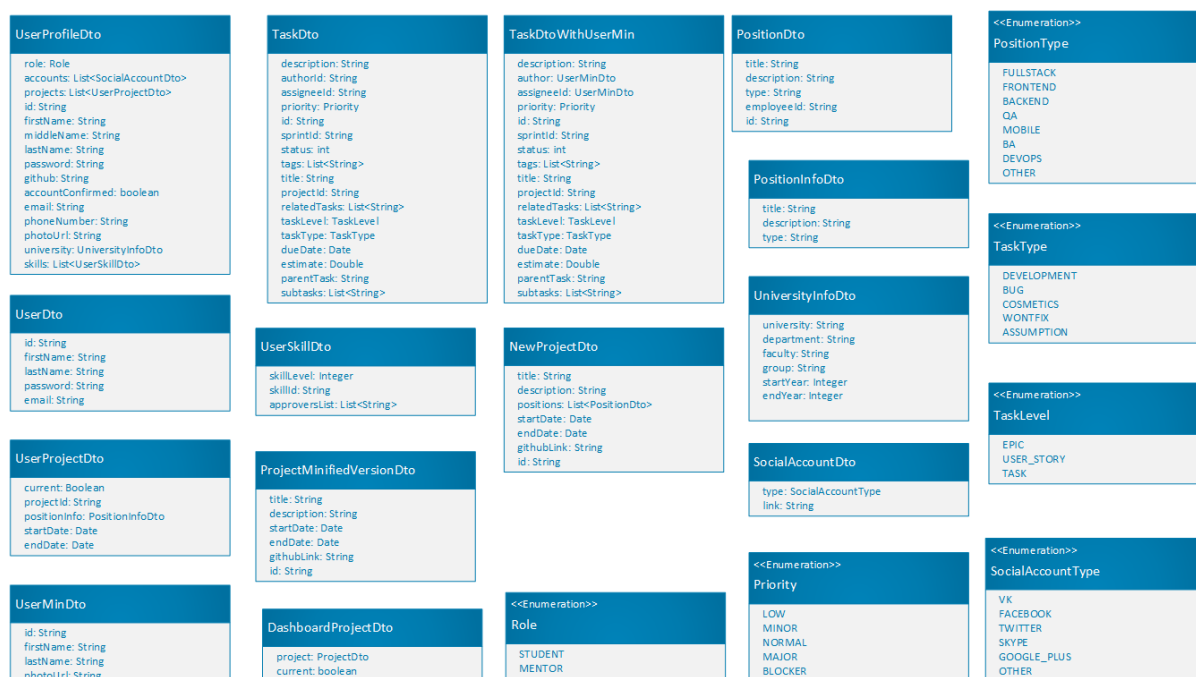 UserProfileDto
role: Role
accounts: List<SocialAccountDto>
projects: List<UserProjectDto>
id: String
firstName: String
middleName: String
lastName: String
password: String
github: String
accountConfirmed: boolean
email: String
phoneNumber: String
photoUrl: String
university: UniversityInfoDto
skills: List<UserSkillDto>
UserDto
id: String
firstName: String
lastName: String
password: String
email: String
UserProjectDto
current: Boolean
projectId: String
positionInfo: PositionInfoDto
startDate: Date
endDate: Date
UserMinDto
id: String
firstName: String
lastName: String
photoUrl: String
TaskDto
description: String
authorId: String
assigneeId: String
priority: Priority
id: String
sprintId: String
status: int
tags: List<String>
title: String
projectId: String
relatedTasks: List<String>
taskLevel: TaskLevel
taskType: TaskType
dueDate: Date
estimate: Double
parentTask: String
subtasks: List<String>
UserSkillDto
skillLevel: Integer
skillId: String
approversList: List<String>
ProjectMinifiedVersionDto
title: String
description: String
startDate: Date
endDate: Date
githubLink: String
id: String
DashboardProjectDto
project: ProjectDto
current: boolean
TaskDtoWithUserMin
description: String
author: UserMinDto
assigneeId: UserMinDto
priority: Priority
id: String
sprintId: String
status: int
tags: List<String>
title: String
projectId: String
relatedTasks: List<String>
taskLevel: TaskLevel
taskType: TaskType
dueDate: Date
estimate: Double
parentTask: String
subtasks: List<String>
NewProjectDto
title: String
description: String
positions: List<PositionDto>
startDate: Date
endDate: Date
githubLink: String
id: String
<<Enumeration>>
Role
STUDENT
MENTOR
PositionDto
title: String
description: String
type: String
employeeId: String
id: String
PositionInfoDto
title: String
description: String
type: String
UniversityInfoDto
university: String
department: String
faculty: String
group: String
startYear: Integer
endYear: Integer
SocialAccountDto
type: SocialAccountType
link: String
<<Enumeration>>
Priority
LOW
MINOR
NORMAL
MAJOR
BLOCKER
<<Enumeration>>
PositionType
FULLSTACK
FRONTEND
BACKEND
QA
MOBILE
BA
DEVOPS
OTHER
<<Enumeration>>
TaskType
DEVELOPMENT
BUG
COSMETICS
WONTFIX
ASSUMPTION
<<Enumeration>>
TaskLevel
EPIC
USER_STORY
TASK
<<Enumeration>>
SocialAccountType
VK
FACEBOOK
TWITTER
SKYPE
GOOGLE_PLUS
OTHER